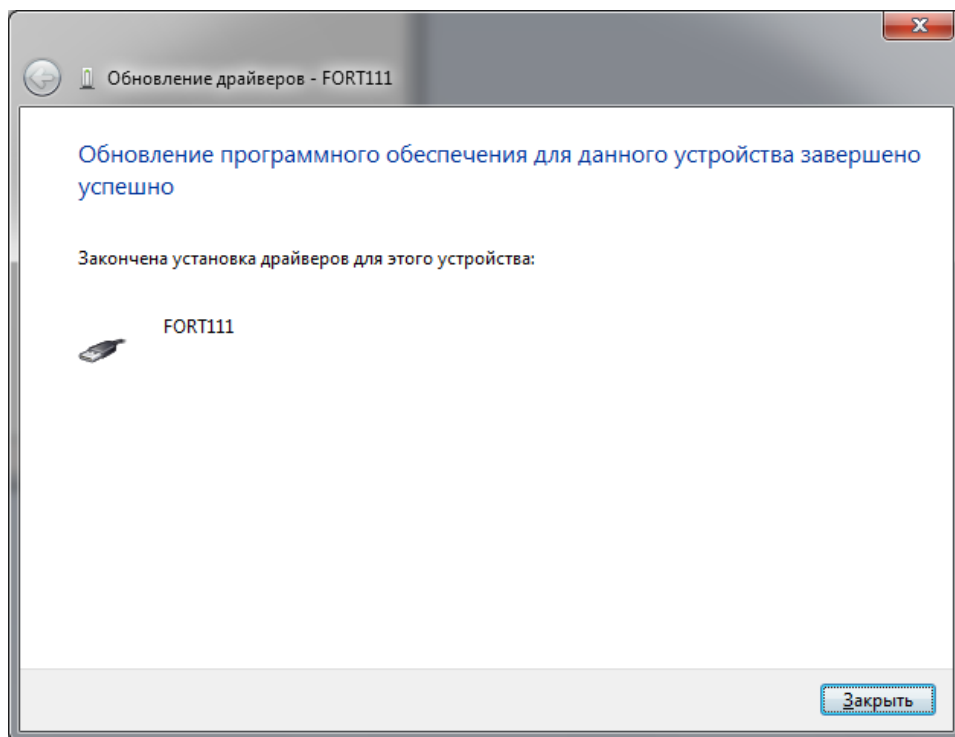 Обновление драйверов - FORT111
Обновление программного обеспечения для данного устройства завершено
успешно
Закончена установка драйверов для этого устройства:
FORT111
Закрыть